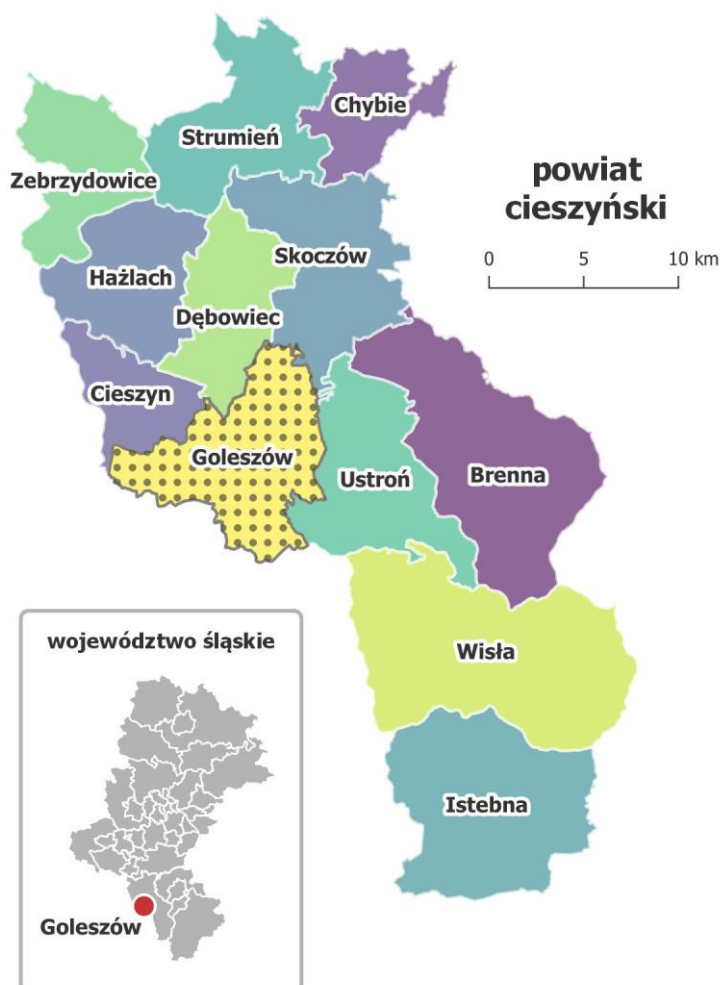 Chybie
Strumień
powiat
cieszyński
Zebrzydowice
0 5 10 km
Skoczów
Hażlach
Dębowiec
Cieszyn
Goleszów
Ustroń
Brenna
województwo śląskie
Wisła
Istebna
Goleszów